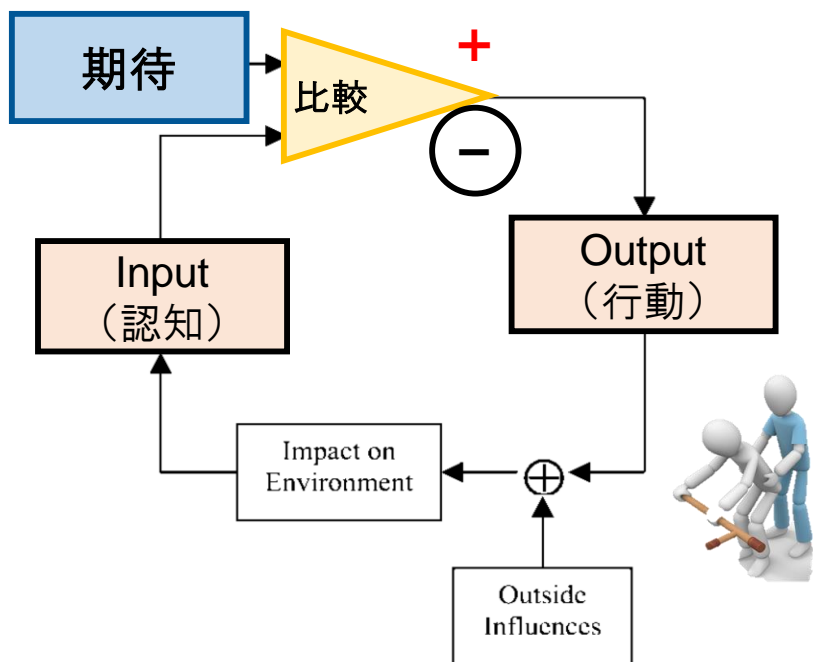 期待
比較
+
−
Input
（認知）
Output
（行動）
Impact on
Environment
Outside
Influences